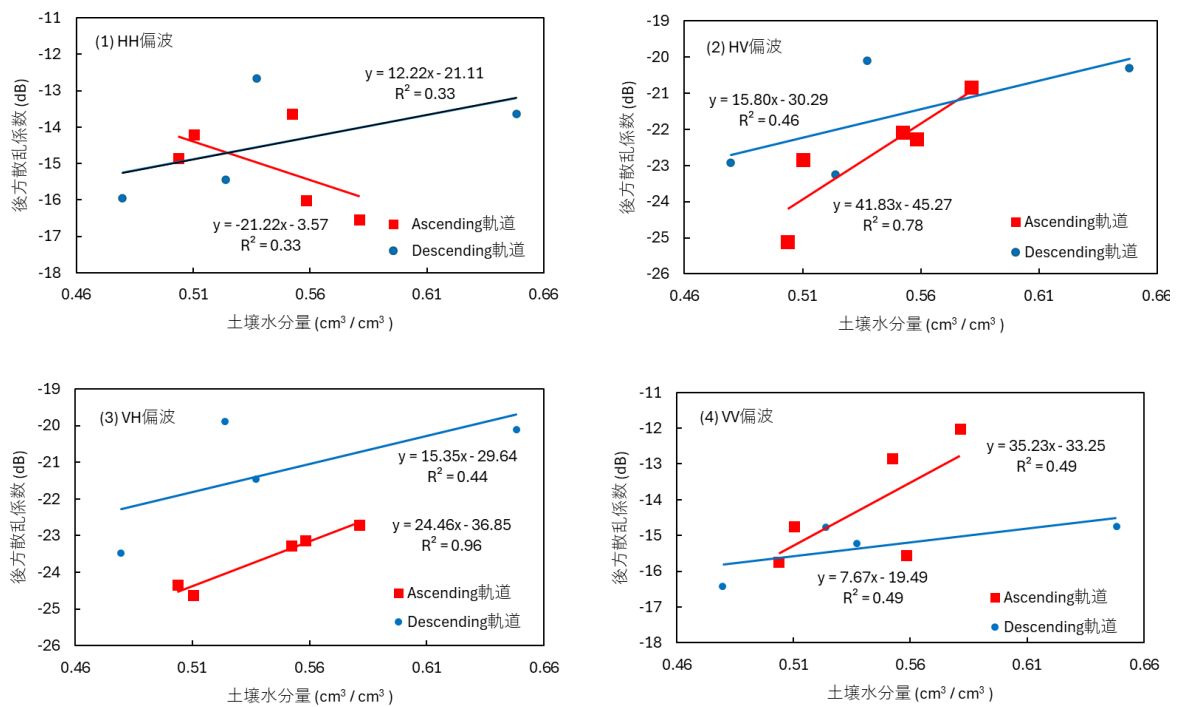 (1) HH偏波
後方散乱係数 (dB)
-11
-12
-13
-14
-15
-16
-17
-18
y = 12.22x - 21.11
R² = 0.33
y = -21.22x - 3.57
R² = 0.33
Ascending軌道
Descending軌道
0.46
0.51
0.56
0.61
0.66
土壌水分量 (cm³ / cm³ )
(2) HV偏波
後方散乱係数 (dB)
-19
-20
-21
-22
-23
-24
-25
-26
y = 15.80x - 30.29
R² = 0.46
y = 41.83x - 45.27
R² = 0.78
Ascending軌道
Descending軌道
0.46
0.51
0.56
0.61
0.66
土壌水分量 (cm³ / cm³ )
(3) VH偏波
後方散乱係数 (dB)
-19
-20
-21
-22
-23
-24
-25
-26
y = 15.35x - 29.64
R² = 0.44
y = 24.46x - 36.85
R² = 0.96
Ascending軌道
Descending軌道
0.46
0.51
0.56
0.61
0.66
土壌水分量 (cm³ / cm³ )
(4) VV偏波
後方散乱係数 (dB)
-11
-12
-13
-14
-15
-16
-17
-18
y = 35.23x - 33.25
R² = 0.49
y = 7.67x - 19.49
R² = 0.49
Ascending軌道
Descending軌道
0.46
0.51
0.56
0.61
0.66
土壌水分量 (cm³ / cm³ )